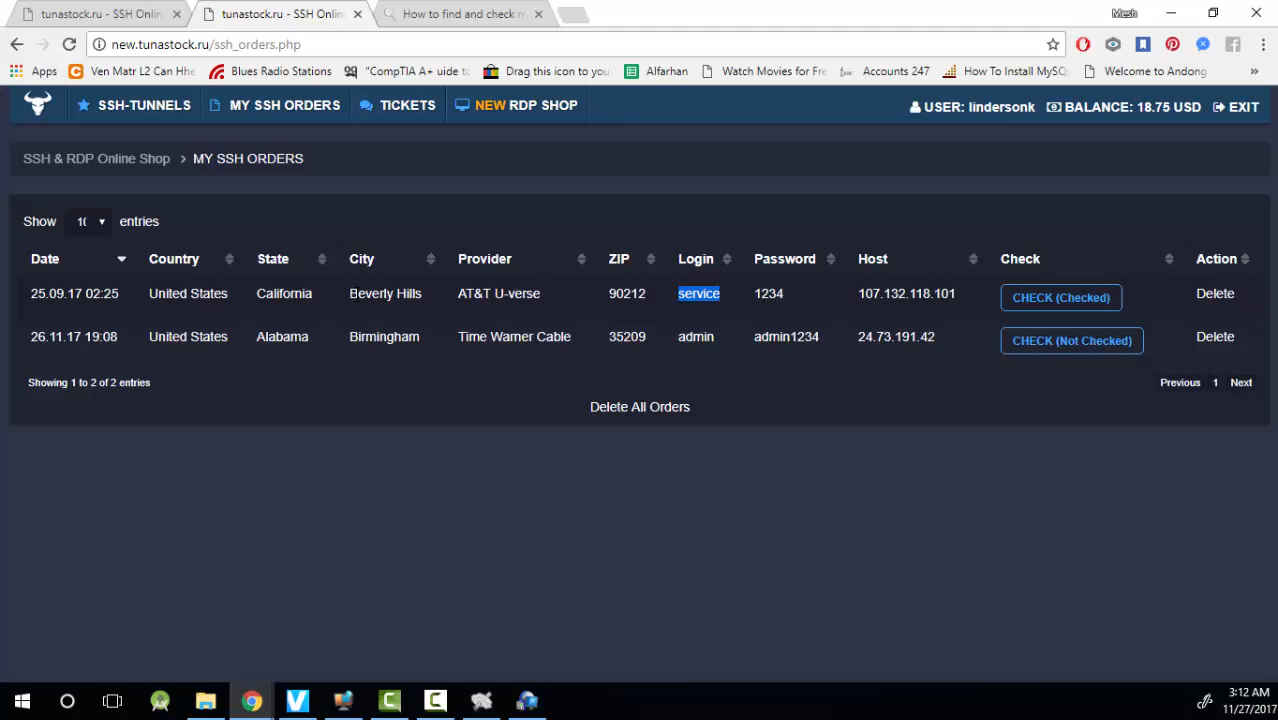 tunastock.ru - SSH Onlin
tunastock.ru - SSH Onlin
How to find and check m
Mesh
new.tunastock.ru/ssh_orders.php
Apps
Ven Matr L2 Can Hhe
Blues Radio Stations
"CompTIA A+ uide to
Drag this icon to you
Alfarhan
Watch Movies for Fre
Accounts 247
How To Install MySQ
Welcome to Andong
»
SSH-TUNNELS
MY SSH ORDERS
TICKETS
NEW RDP SHOP
USER: lindersonk
BALANCE: 18.75 USD
EXIT
SSH & RDP Online Shop > MY SSH ORDERS
Show 10 entries
Date Country State City Provider ZIP Login Password Host Check Action
25.09.17 02:25 United States California Beverly Hills AT&T U-verse 90212 service 1234 107.132.118.101 CHECK (Checked) Delete
26.11.17 19:08 United States Alabama Birmingham Time Warner Cable 35209 admin admin1234 24.73.191.42 CHECK (Not Checked) Delete
Showing 1 to 2 of 2 entries
Previous 1 Next
Delete All Orders
3:12 AM
11/27/2017